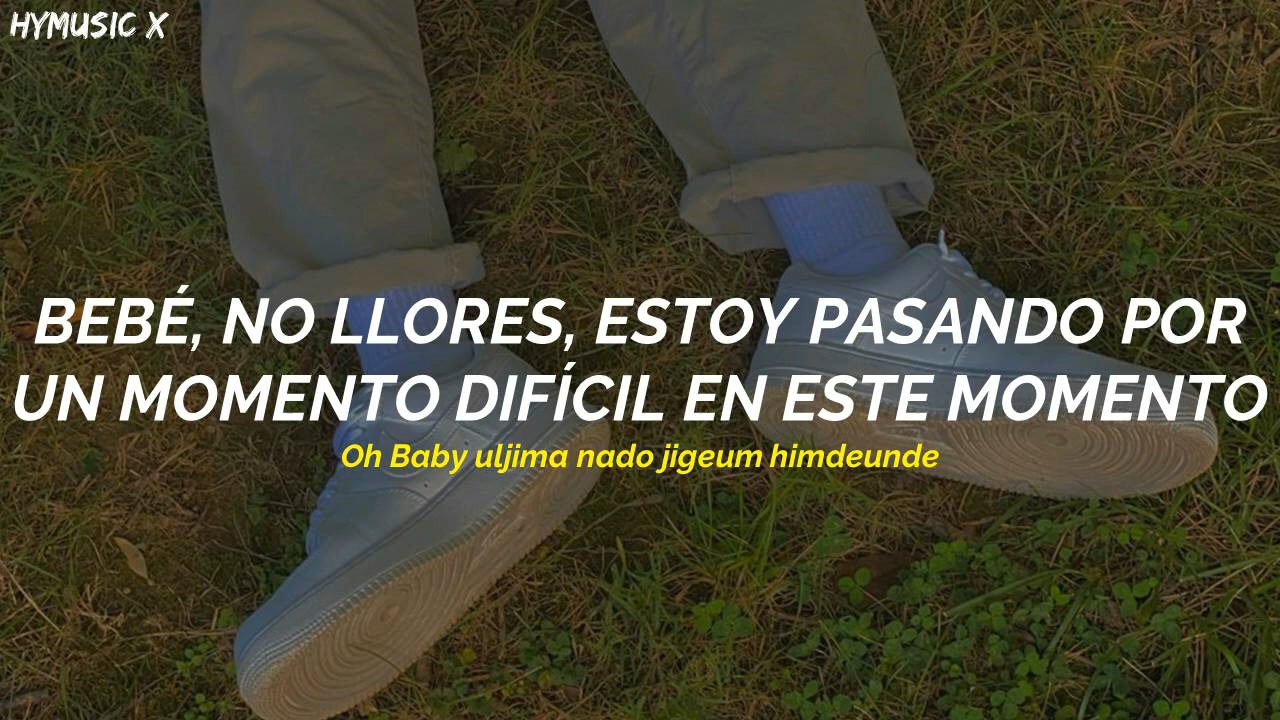 HYMUSIC X
BEBÉ, NO LLORES, ESTOY PASANDO POR
UN MOMENTO DIFÍCIL EN ESTE MOMENTO
Oh Baby uljima nado jigeum himdeunde